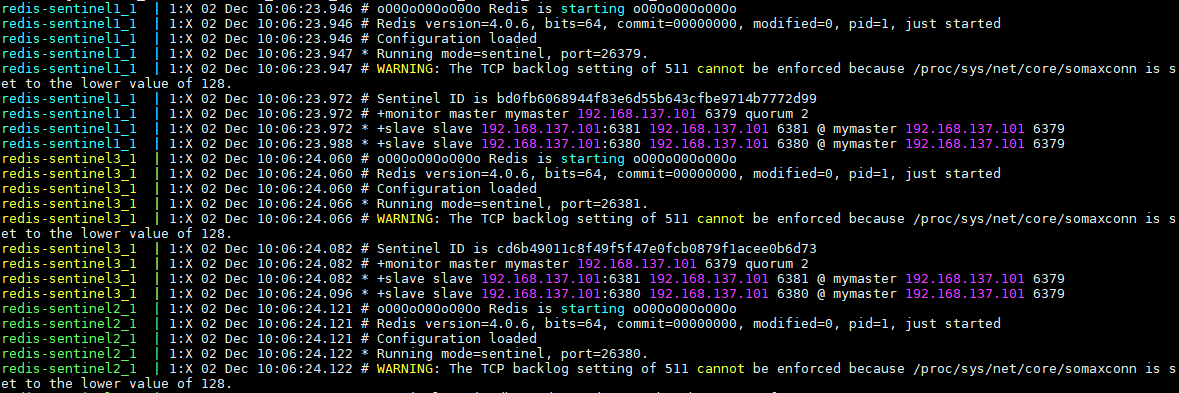 redis-sentinel1_1 | 1:X 02 Dec 10:06:23.946 # oO0OoO0OoO0Oo Redis is starting oO0OoO0OoO0Oo
redis-sentinel1_1 | 1:X 02 Dec 10:06:23.946 # Redis version=4.0.6, bits=64, commit=00000000, modified=0, pid=1, just started
redis-sentinel1_1 | 1:X 02 Dec 10:06:23.946 # Configuration loaded
redis-sentinel1_1 | 1:X 02 Dec 10:06:23.947 * Running mode=sentinel, port=26379.
redis-sentinel1_1 | 1:X 02 Dec 10:06:23.947 # WARNING: The TCP backlog setting of 511 cannot be enforced because /proc/sys/net/core/somaxconn is s
et to the lower value of 128.
redis-sentinel1_1 | 1:X 02 Dec 10:06:23.972 # Sentinel ID is bd0fb6068944f83e6d55b643cfbe9714b7772d99
redis-sentinel1_1 | 1:X 02 Dec 10:06:23.972 # +monitor master mymaster 192.168.137.101 6379 quorum 2
redis-sentinel1_1 | 1:X 02 Dec 10:06:23.972 * +slave slave 192.168.137.101:6381 192.168.137.101 6381 @ mymaster 192.168.137.101 6379
redis-sentinel1_1 | 1:X 02 Dec 10:06:23.988 * +slave slave 192.168.137.101:6380 192.168.137.101 6380 @ mymaster 192.168.137.101 6379
redis-sentinel3_1 | 1:X 02 Dec 10:06:24.060 # oO0OoO0OoO0Oo Redis is starting oO0OoO0OoO0Oo
redis-sentinel3_1 | 1:X 02 Dec 10:06:24.060 # Redis version=4.0.6, bits=64, commit=00000000, modified=0, pid=1, just started
redis-sentinel3_1 | 1:X 02 Dec 10:06:24.060 # Configuration loaded
redis-sentinel3_1 | 1:X 02 Dec 10:06:24.066 * Running mode=sentinel, port=26381.
redis-sentinel3_1 | 1:X 02 Dec 10:06:24.066 # WARNING: The TCP backlog setting of 511 cannot be enforced because /proc/sys/net/core/somaxconn is s
et to the lower value of 128.
redis-sentinel3_1 | 1:X 02 Dec 10:06:24.082 # Sentinel ID is cd6b49011c8f49f5f47e0fcb0879f1acee0b6d73
redis-sentinel3_1 | 1:X 02 Dec 10:06:24.082 # +monitor master mymaster 192.168.137.101 6379 quorum 2
redis-sentinel3_1 | 1:X 02 Dec 10:06:24.082 * +slave slave 192.168.137.101:6381 192.168.137.101 6381 @ mymaster 192.168.137.101 6379
redis-sentinel3_1 | 1:X 02 Dec 10:06:24.096 * +slave slave 192.168.137.101:6380 192.168.137.101 6380 @ mymaster 192.168.137.101 6379
redis-sentinel2_1 | 1:X 02 Dec 10:06:24.121 # oO0OoO0OoO0Oo Redis is starting oO0OoO0OoO0Oo
redis-sentinel2_1 | 1:X 02 Dec 10:06:24.121 # Redis version=4.0.6, bits=64, commit=00000000, modified=0, pid=1, just started
redis-sentinel2_1 | 1:X 02 Dec 10:06:24.121 # Configuration loaded
redis-sentinel2_1 | 1:X 02 Dec 10:06:24.121 * Running mode=sentinel, port=26380.
redis-sentinel2_1 | 1:X 02 Dec 10:06:24.122 # WARNING: The TCP backlog setting of 511 cannot be enforced because /proc/sys/net/core/somaxconn is s
et to the lower value of 128.